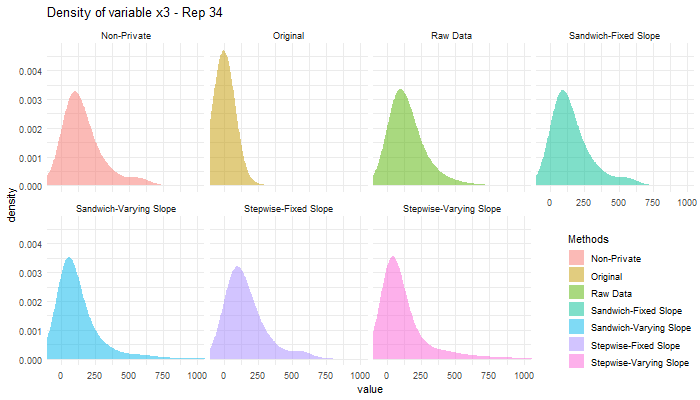 Density of variable x3 - Rep 34
Non-Private Original Raw Data Sandwich-Fixed Slope
0.004
0.003
0.002
0.001
0.000
0 250 500 750 1000
density
Sandwich-Varying Slope Stepwise-Fixed Slope Stepwise-Varying Slope
0.004
0.003
0.002
0.001
0.000
0 250 500 750 1000 0 250 500 750 1000 0 250 500 750 1000
value
Methods
Non-Private
Original
Raw Data
Sandwich-Fixed Slope
Sandwich-Varying Slope
Stepwise-Fixed Slope
Stepwise-Varying Slope